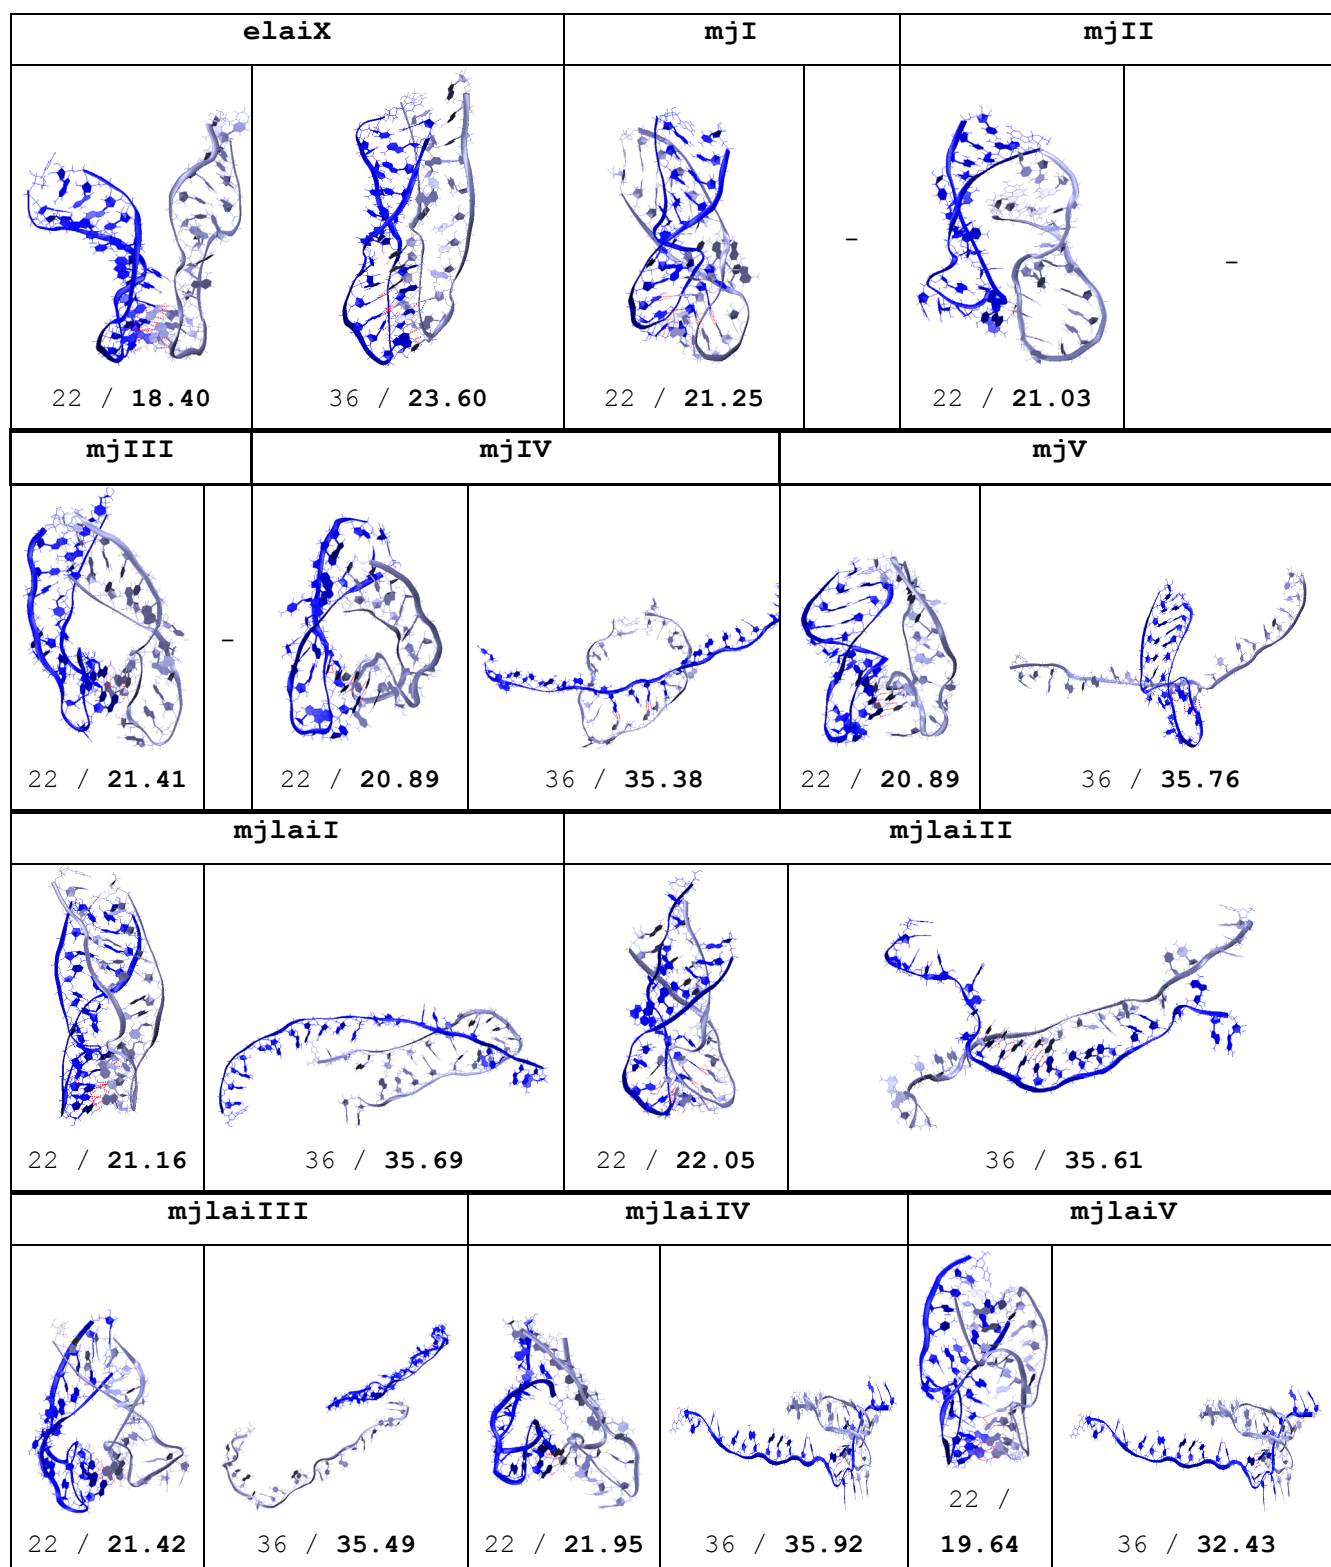 elaiX mjI mjII
- -
22 / 18.40 36 / 23.60 22 / 21.25 22 / 21.03
mjIII mjIV mjV
-
22 / 21.41 22 / 20.89 36 / 35.38 22 / 20.89 36 / 35.76
mjlaiI mjlaiII
22 / 21.16 36 / 35.69 22 / 22.05 36 / 35.61
mjlaiIII mjlaiIV mjlaiV
22 /
22 / 21.42 36 / 35.49 22 / 21.95 36 / 35.92 19.64 36 / 32.43